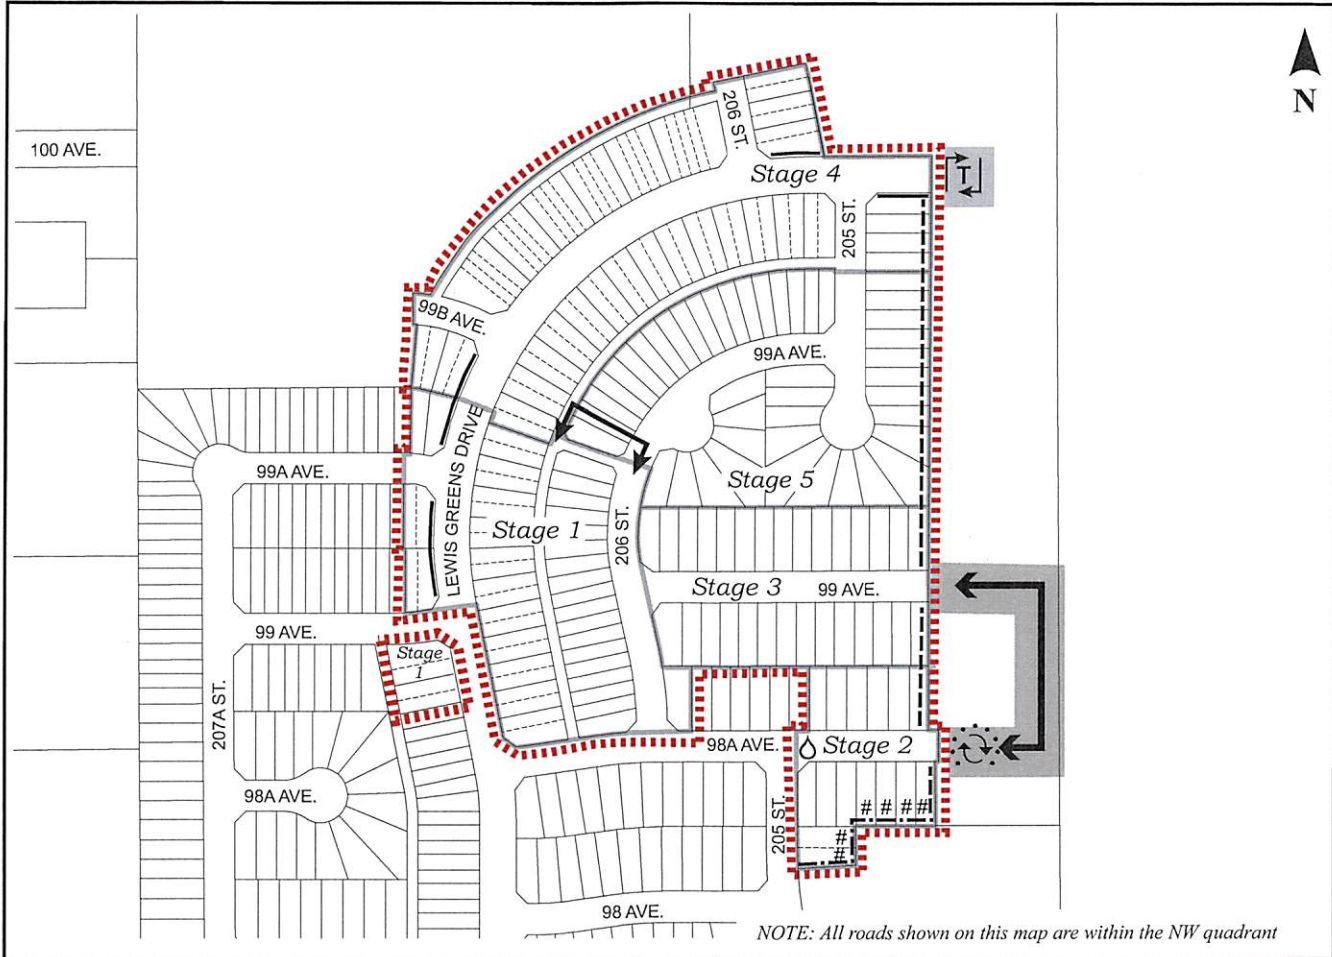 N
100 AVE.
206 ST.
Stage 4
T
205 ST.
99B AVE.
99A AVE.
LEWIS GREENS DRIVE
99A AVE.
Stage 5
Stage 1
206 ST.
Stage 3
99 AVE.
99 AVE.
Stage
1
207A ST.
98A AVE.
Stage 2
98A AVE.
205 ST.
# # # #
#
#
98 AVE.
NOTE: All roads shown on this map are within the NW quadrant